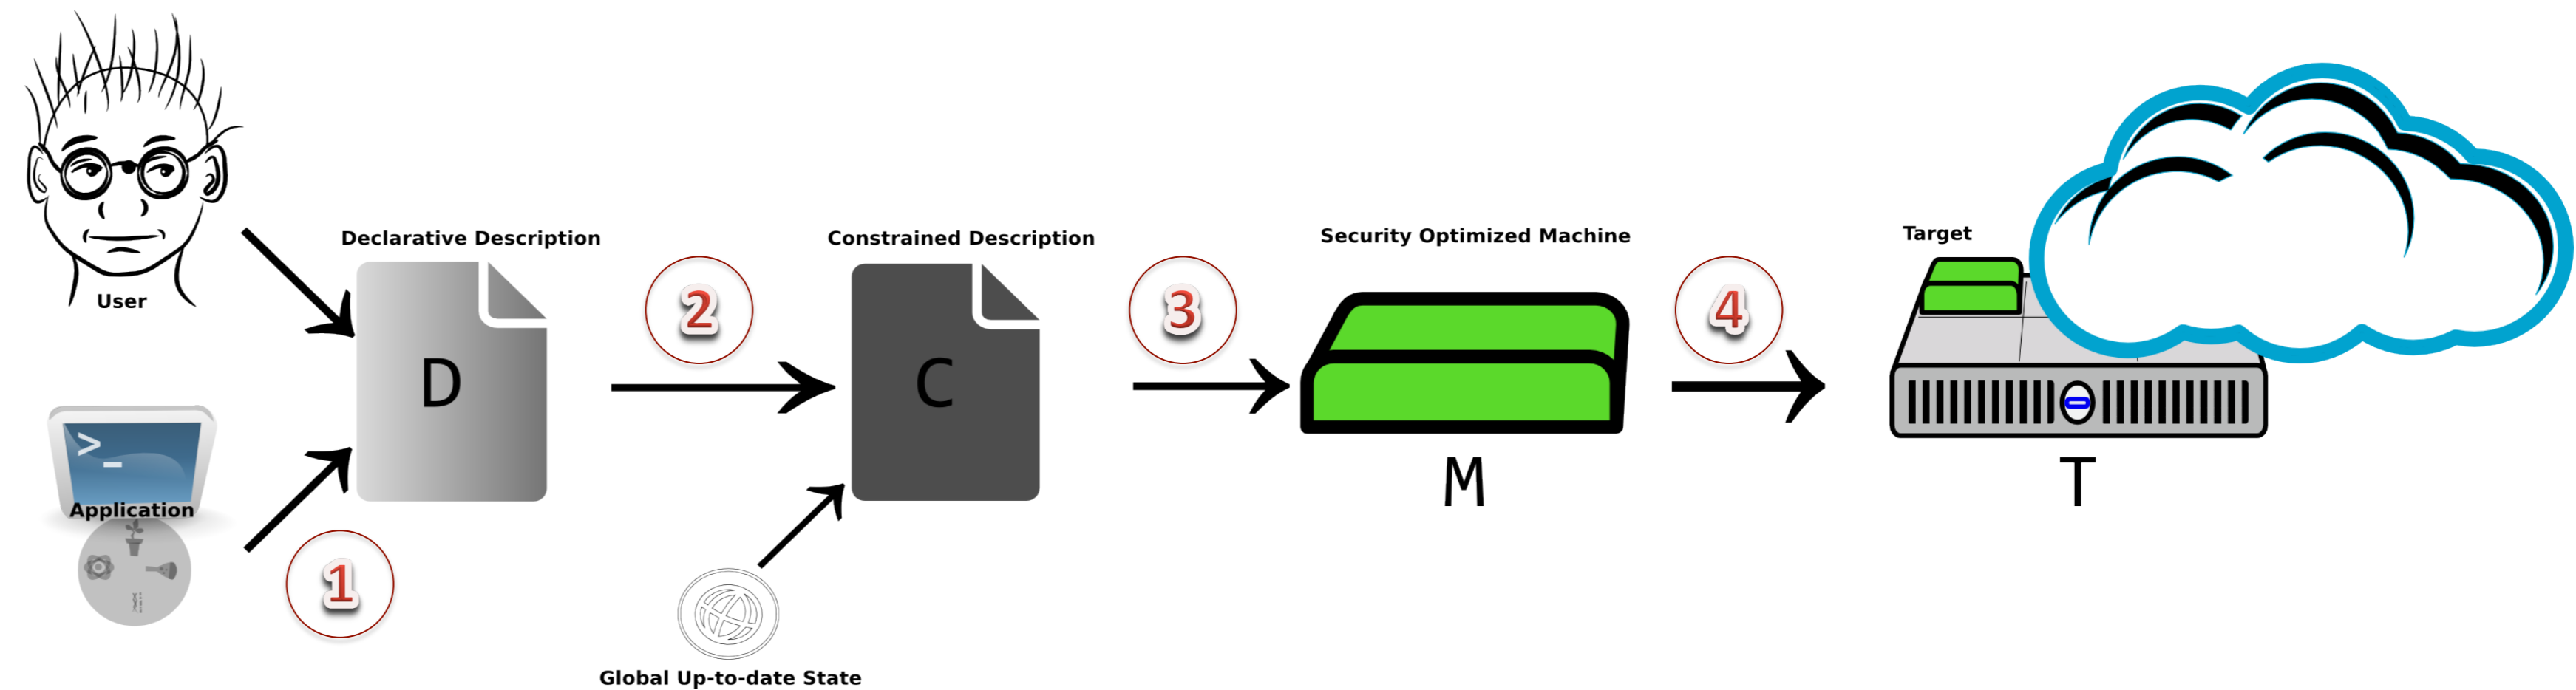 User
Application
>_
1
Declarative Description
D
2
Global Up-to-date State
Constrained Description
C
3
Security Optimized Machine
M
4
Target
T